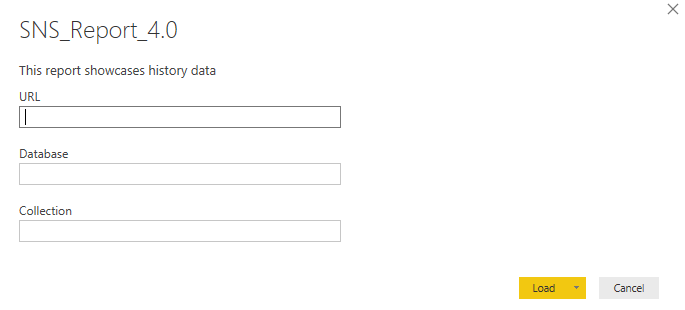 SNS_Report_4.0
This report showcases history data
URL
Database
Collection
Load
Cancel